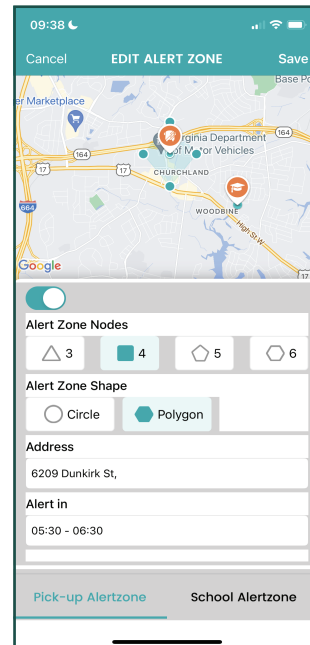 09:38
Cancel EDIT ALERT ZONE Save
Base Po
er Marketplace
Virginia Department
of Motor Vehicles
164
164
17
17
CHURCHLAND
WOODBINE
664
High St W
Google
17
Alert Zone Nodes
3 4 5 6
Alert Zone Shape
Circle Polygon
Address
6209 Dunkirk St,
Alert in
05:30 - 06:30
Pick-up Alertzone School Alertzone